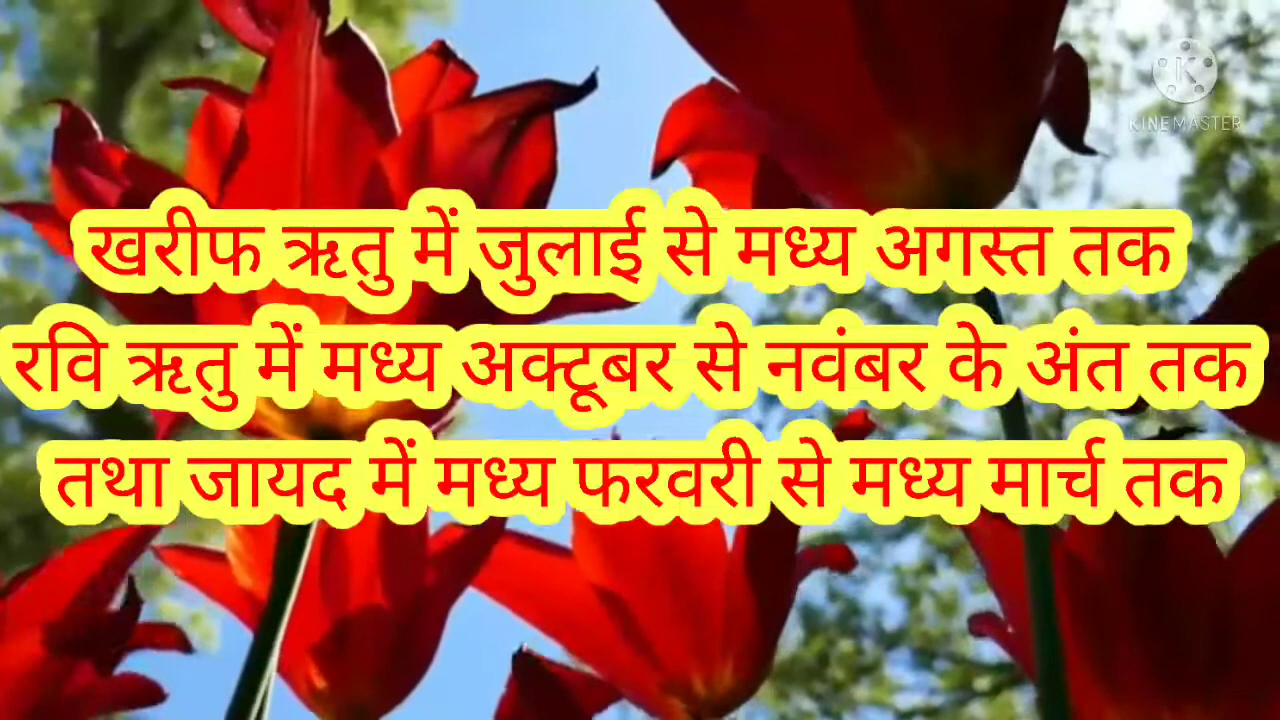 KINEMASTER
खरीफ ऋतु में जुलाई से मध्य अगस्त तक
रवि ऋतु में मध्य अक्टूबर से नवंबर के अंत तक
तथा जायद में मध्य फरवरी से मध्य मार्च तक